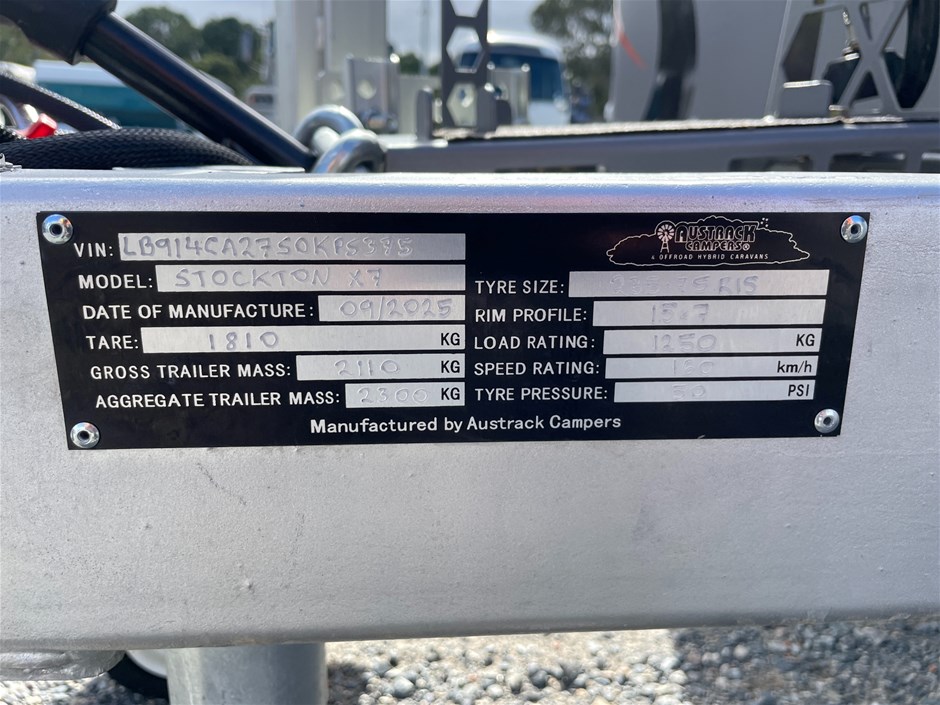 AUSTRACK
CAMPERS
& OFFROAD HYBRID CARAVANS
VIN:
MODEL: STOCKTON X7
DATE OF MANUFACTURE: 09/2025
TARE: 1810 KG
GROSS TRAILER MASS: 2110 KG
AGGREGATE TRAILER MASS: 2300 KG
TYRE SIZE:
RIM PROFILE:
LOAD RATING: 1250 KG
SPEED RATING: km/h
TYRE PRESSURE: PSI
Manufactured by Austrack Campers